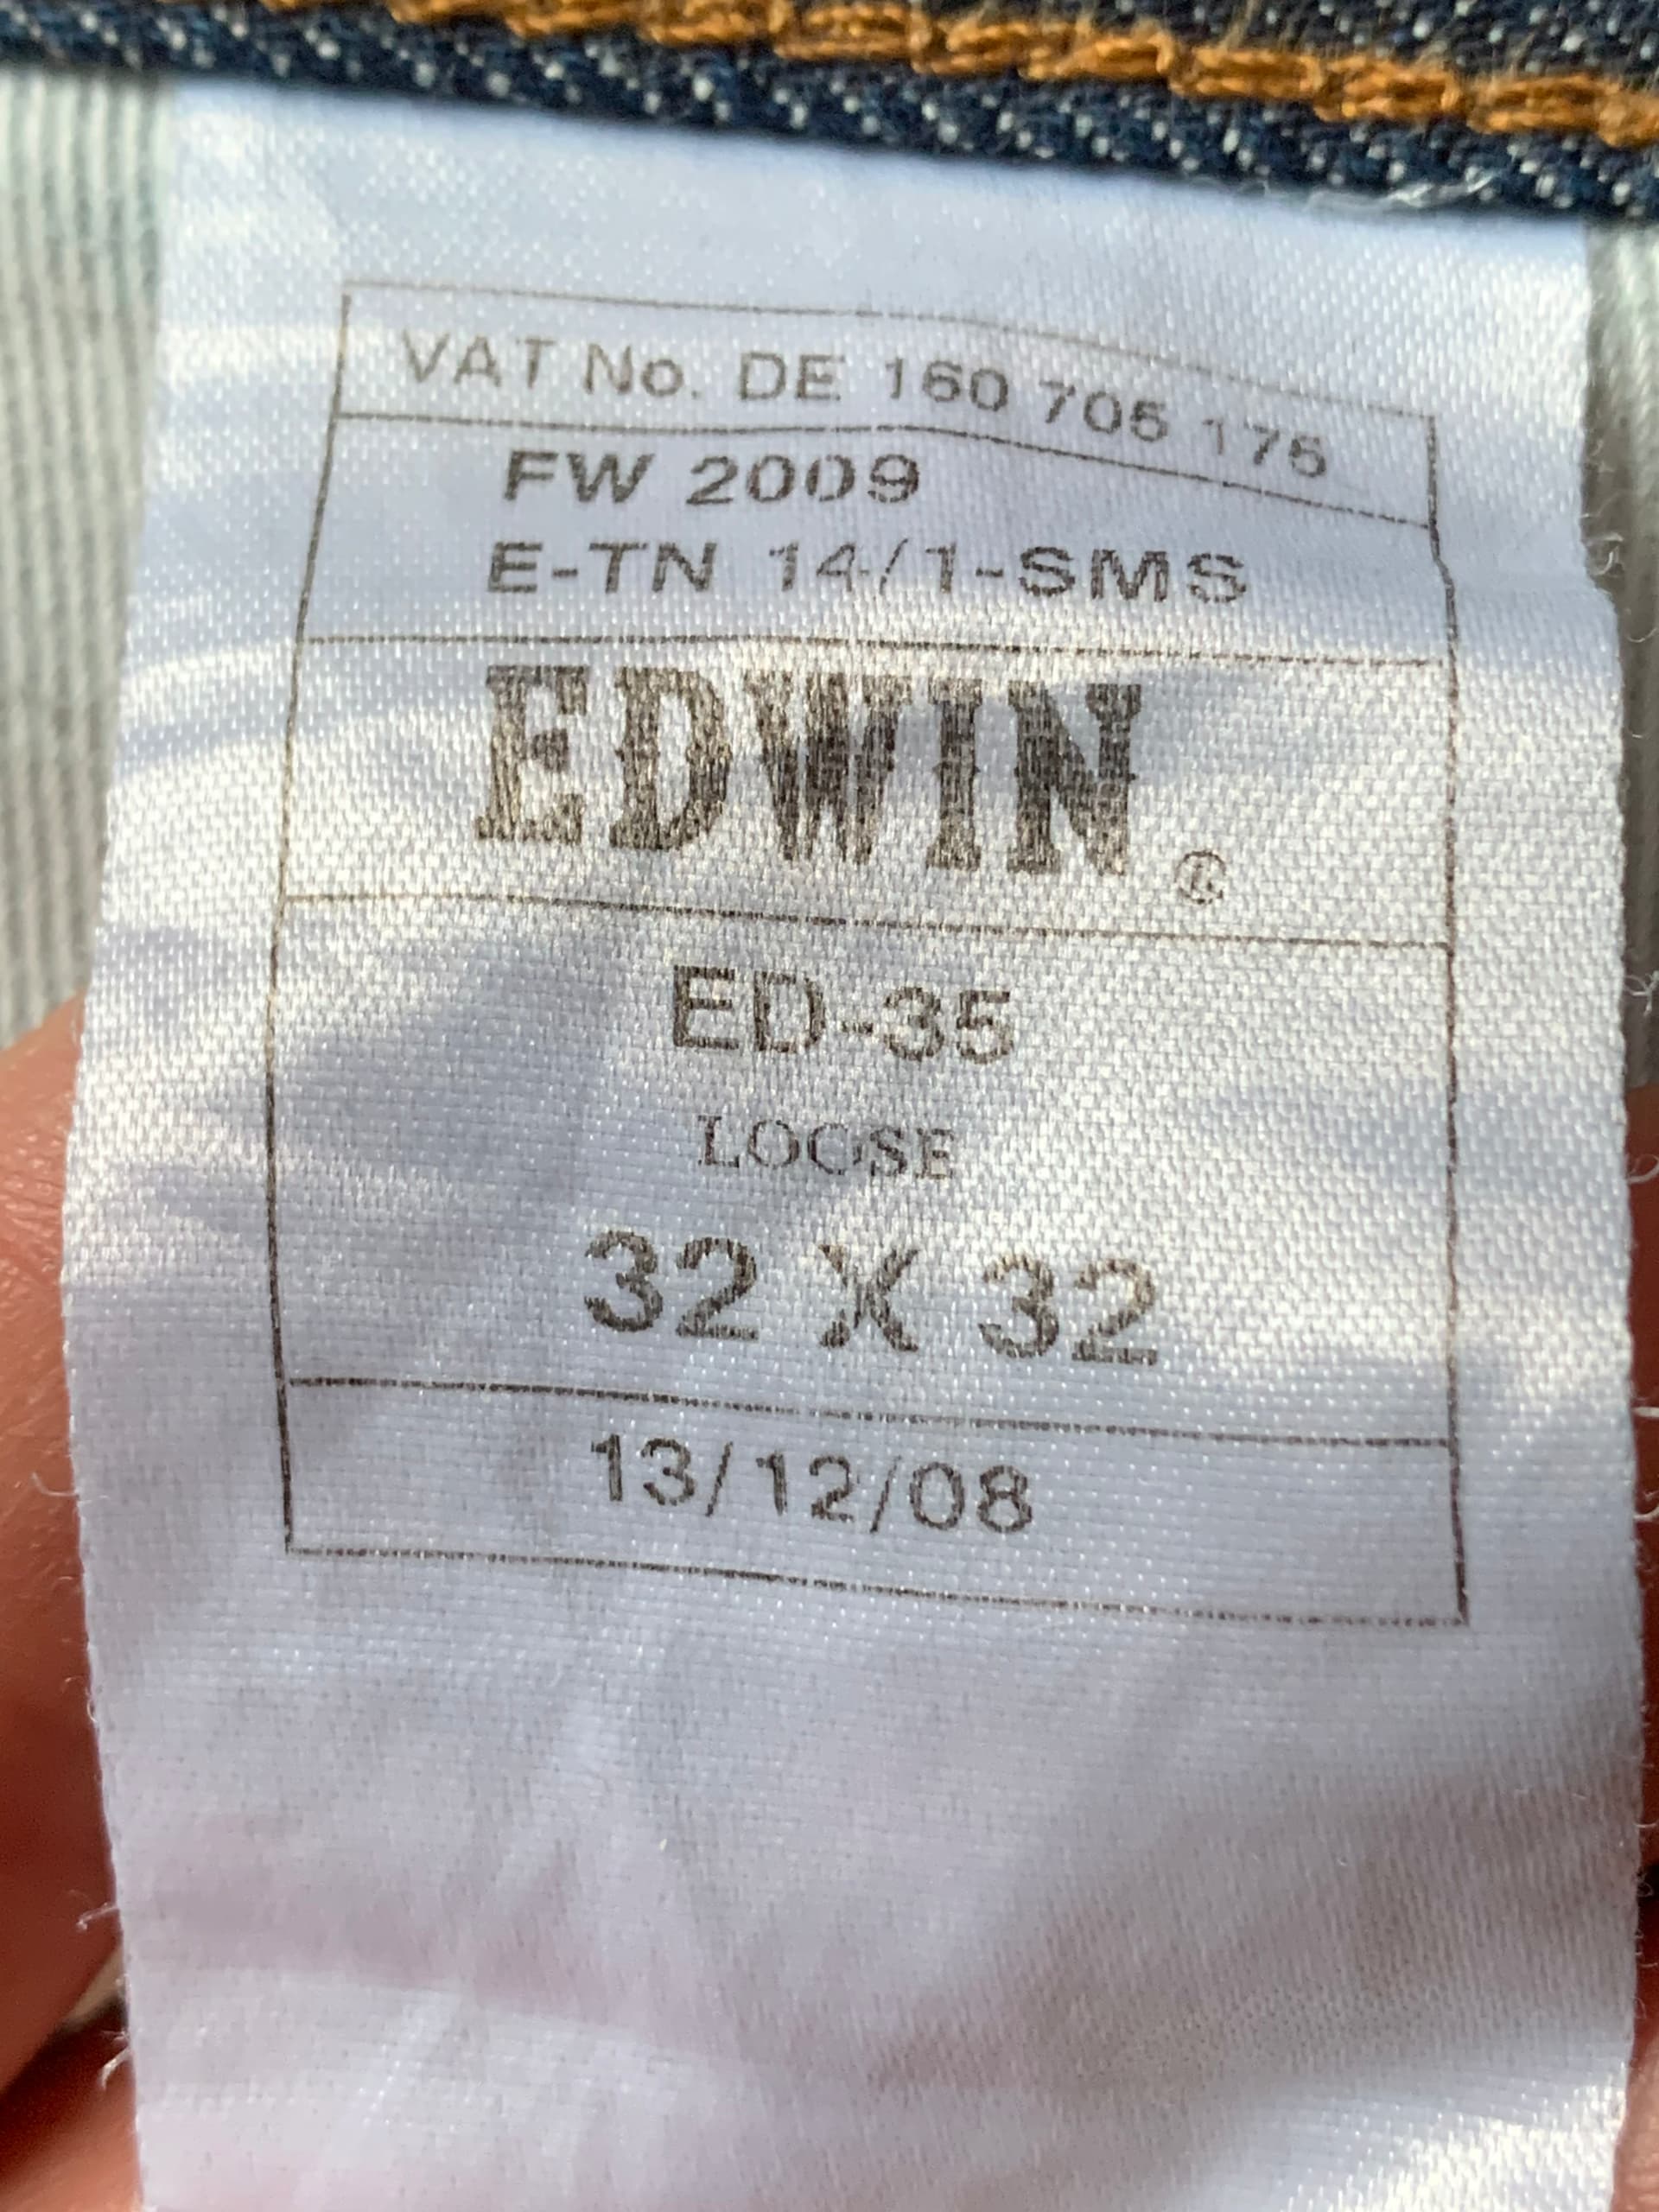 VAT No. DE 160 705 175
FW 2009
E-TN 14/1-SMS
EDWIN®
ED-35
LOOSE
32 X 32
13/12/08